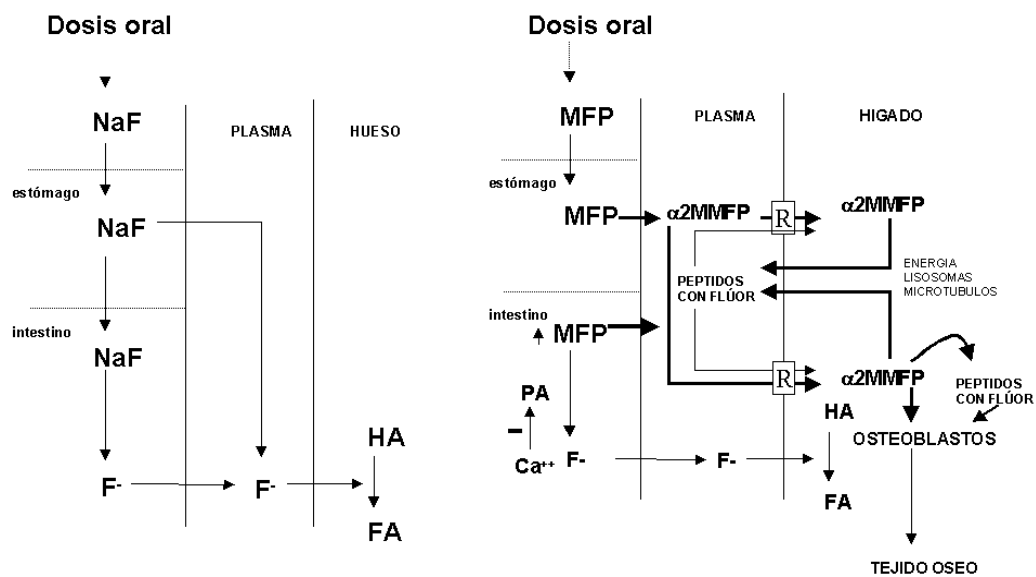 Dosis oral
NaF
PLASMA
HUESO
estómago
NaF
intestino
NaF
F-
F-
HA
FA
Dosis oral
MFP
PLASMA
HIGADO
estómago
MFP
α2MMFP
R
α2MMFP
PEPTIDOS
CON FLÚOR
ENERGIA
LISOSOMAS
MICROTUBULOS
intestino
MFP
R
α2MMFP
PEPTIDOS
CON FLÚOR
PA
HA
OSTEOBLASTOS
Ca++
F-
F-
FA
TEJIDO OSEO